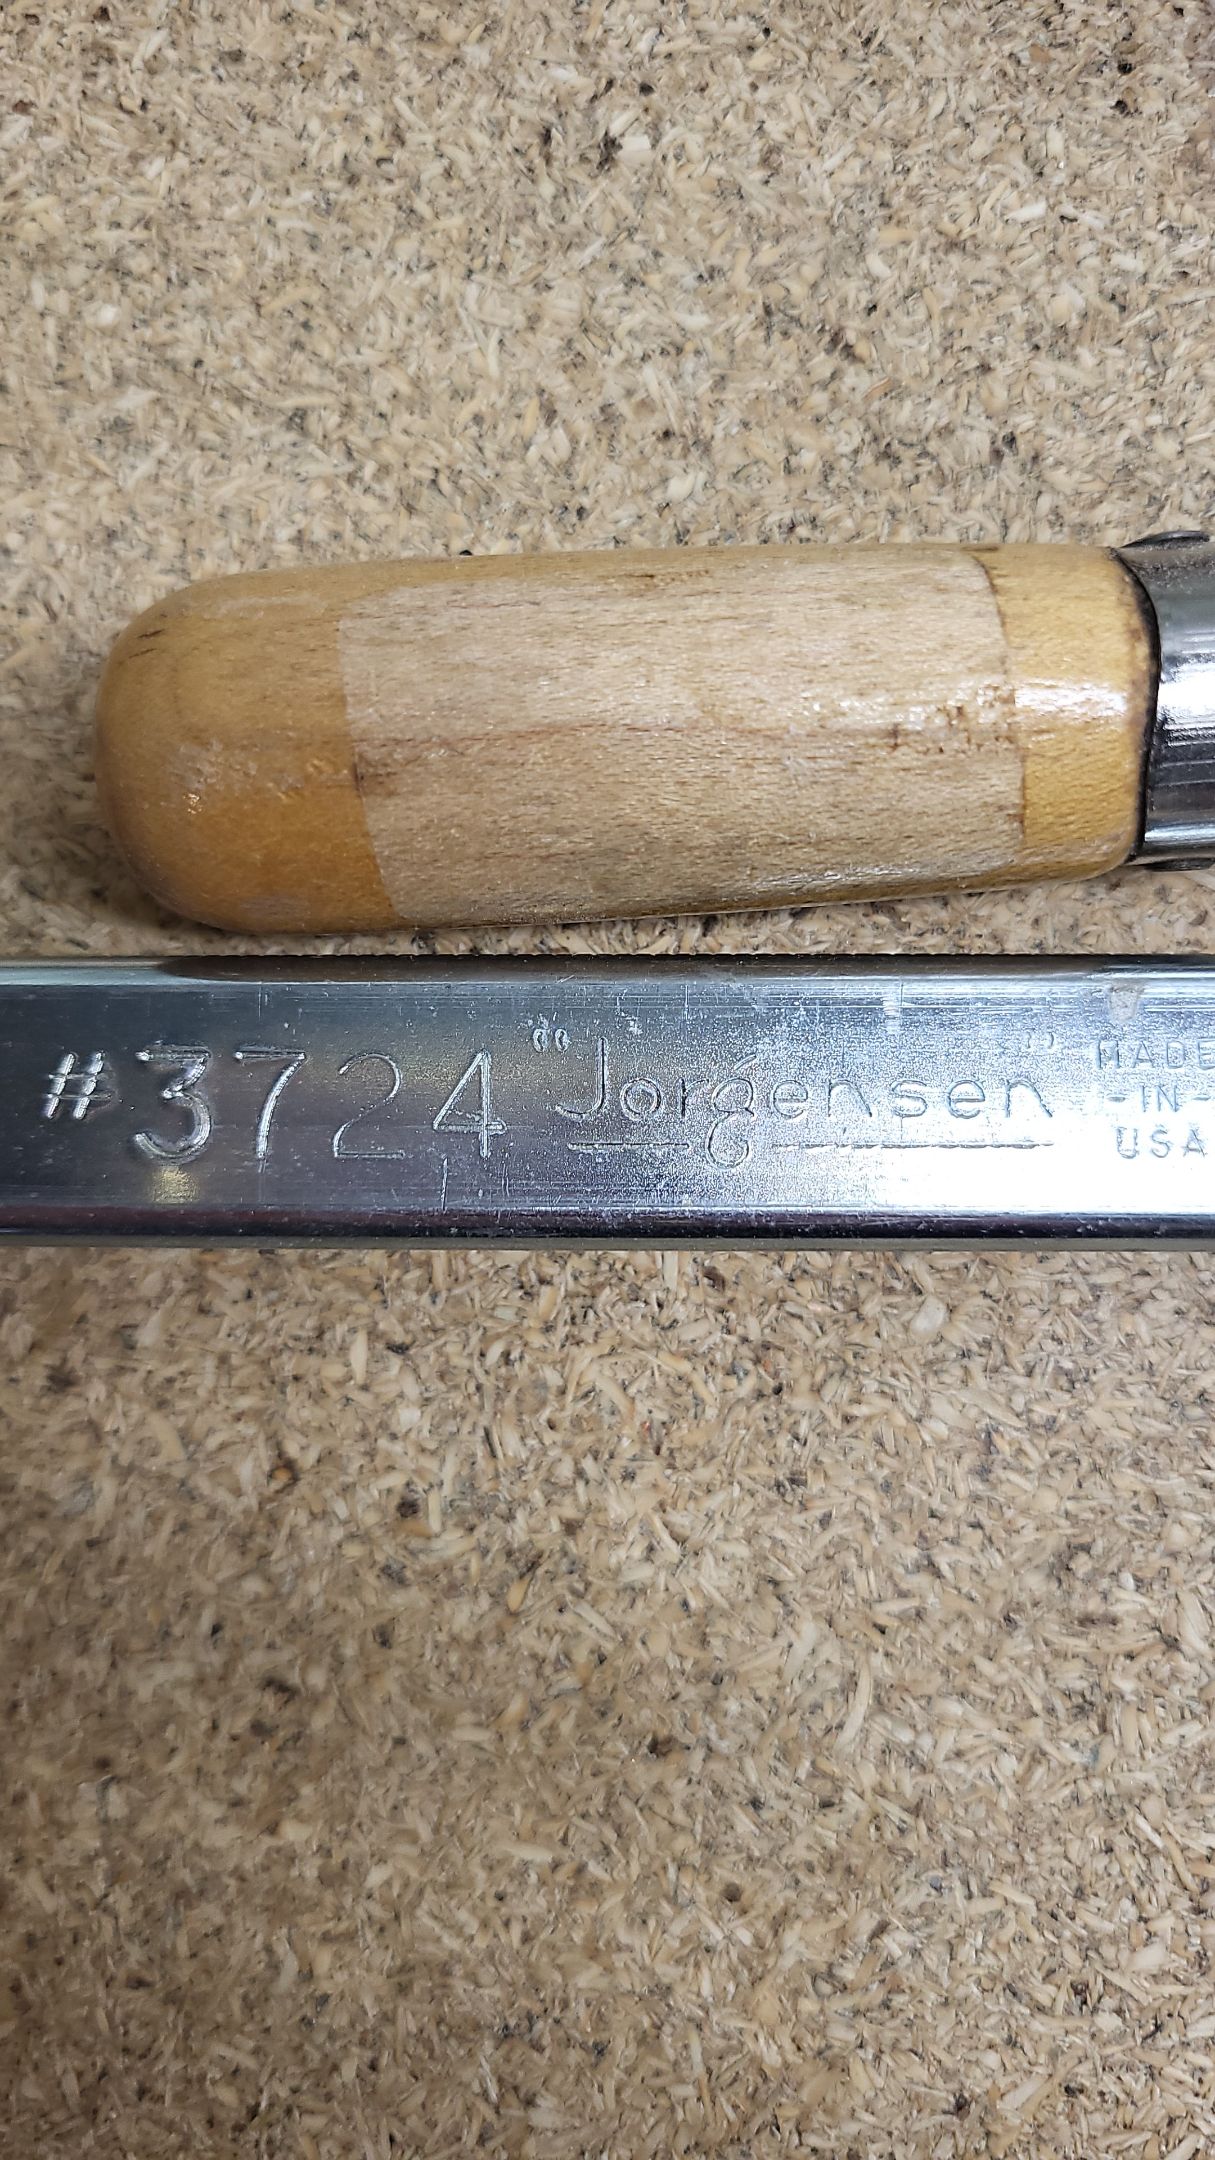 #3724 "Jorgensen" MADE
-IN-
USA